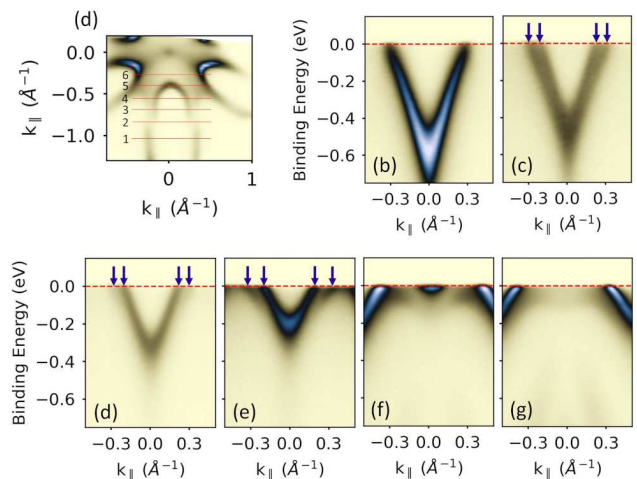 (d)
0.0
−0.5
−1.0
k∥ (Å⁻¹)
6
5
4
3
2
1
0
1
k∥ (Å⁻¹)
Binding Energy (eV)
0.0
−0.2
−0.4
−0.6
(b)
(c)
−0.3 0.0 0.3
−0.3 0.0 0.3
k∥ (Å⁻¹)
k∥ (Å⁻¹)
Binding Energy (eV)
0.0
−0.2
−0.4
−0.6
(d)
(e)
(f)
(g)
−0.3 0.0 0.3
−0.3 0.0 0.3
−0.3 0.0 0.3
−0.3 0.0 0.3
k∥ (Å⁻¹)
k∥ (Å⁻¹)
k∥ (Å⁻¹)
k∥ (Å⁻¹)